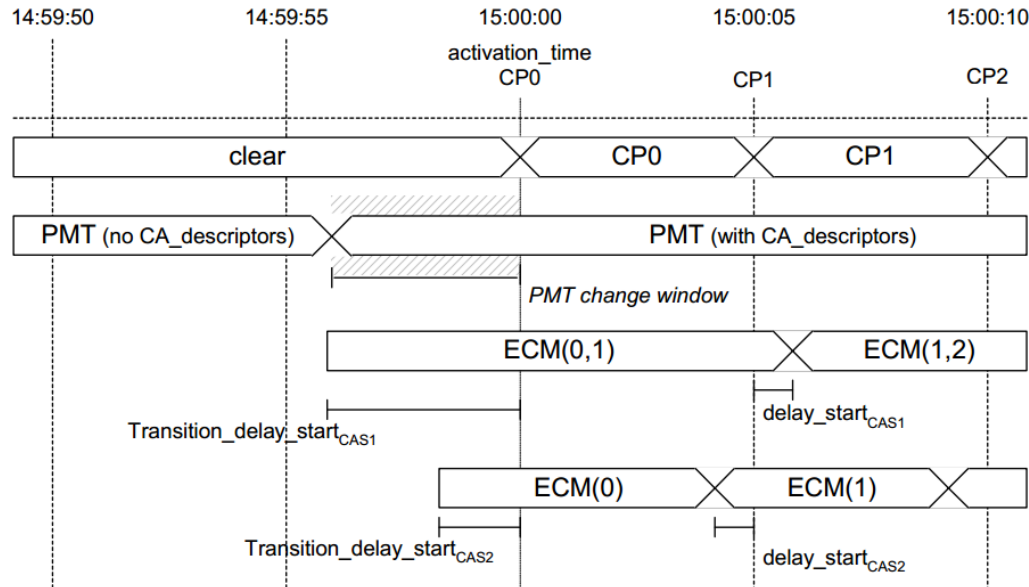 14:59:50 14:59:55 15:00:00 15:00:05 15:00:10
activation_time
CP0 CP1 CP2
clear CP0 CP1
PMT (no CA_descriptors) PMT (with CA_descriptors)
PMT change window
ECM(0,1) ECM(1,2)
Transition_delay_startCAS1 delay_startCAS1
ECM(0) ECM(1)
Transition_delay_startCAS2 delay_startCAS2